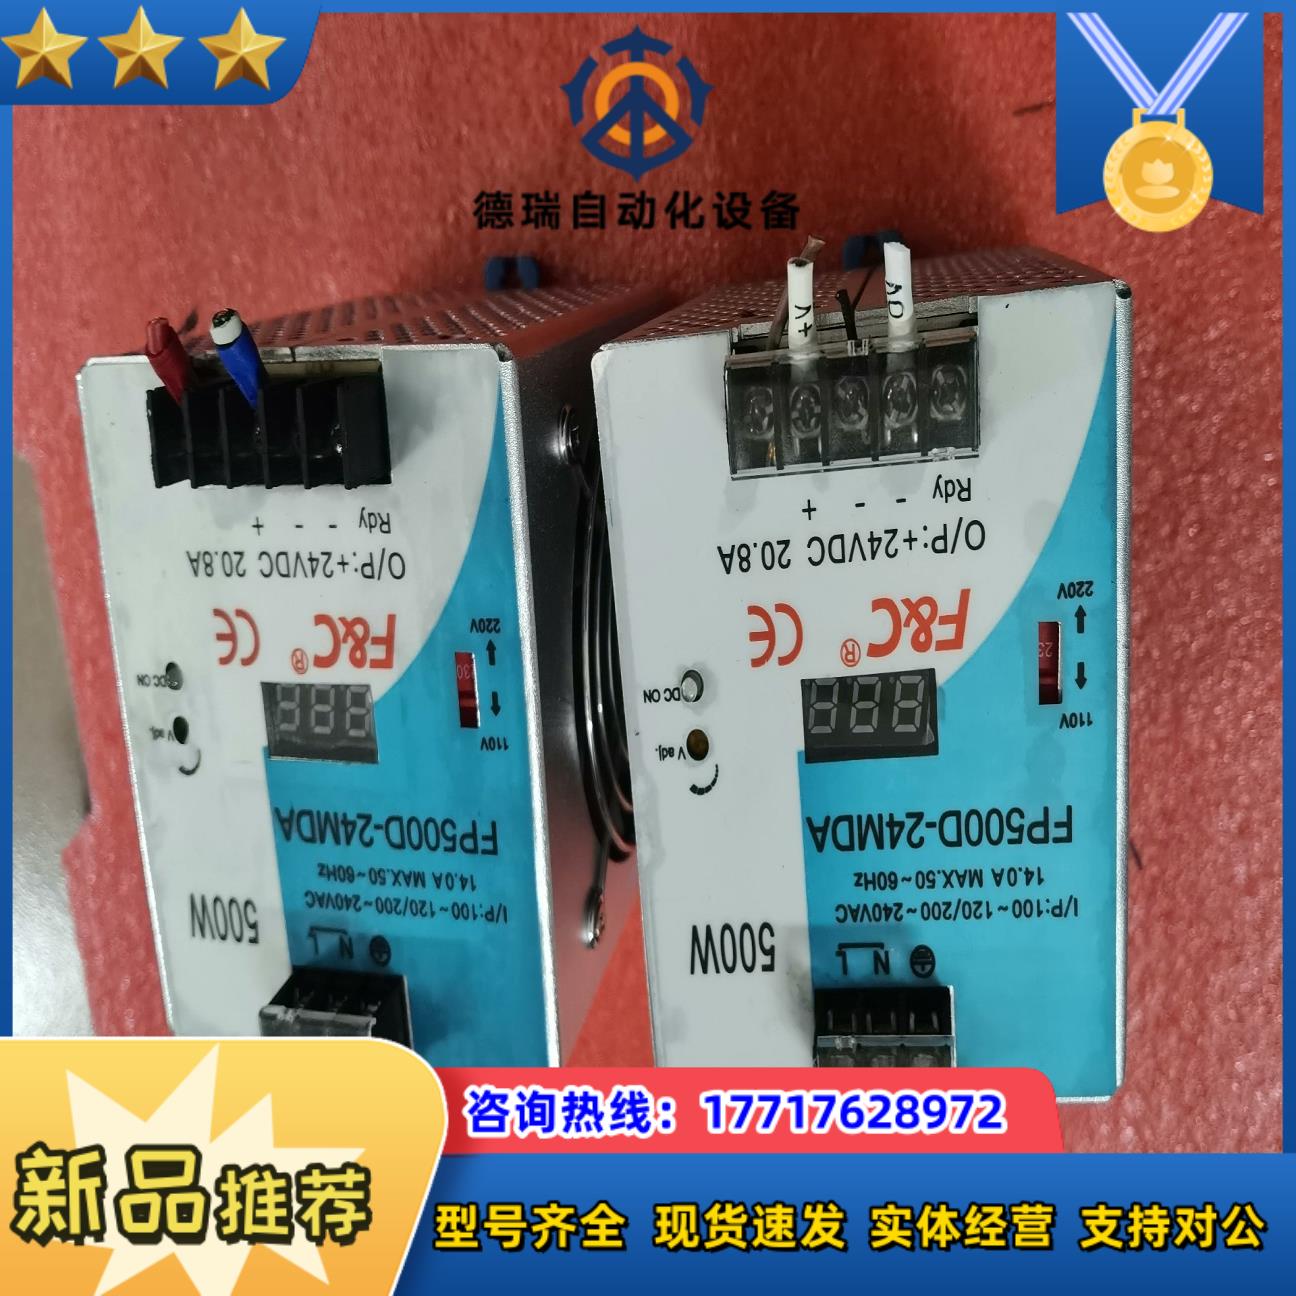 德瑞自动化设备
λ+
Rdy - - +
O/P:+24VDC 20.8A
F&C®
CE
220V
230
110V
DC ON
V adj.
FP500D-24MDA
I/P:100~120/200~240VAC
14.0A MAX.50~60Hz
500W
N L
Rdy - - +
O/P:+24VDC 20.8A
F&C®
CE
220V
23
110V
DC ON
V adj.
FP500D-24MDA
I/P:100~120/200~240VAC
14.0A MAX.50~60Hz
500W
N L
咨询热线：17717628972
新品推荐
型号齐全 现货速发 实体经营 支持对公